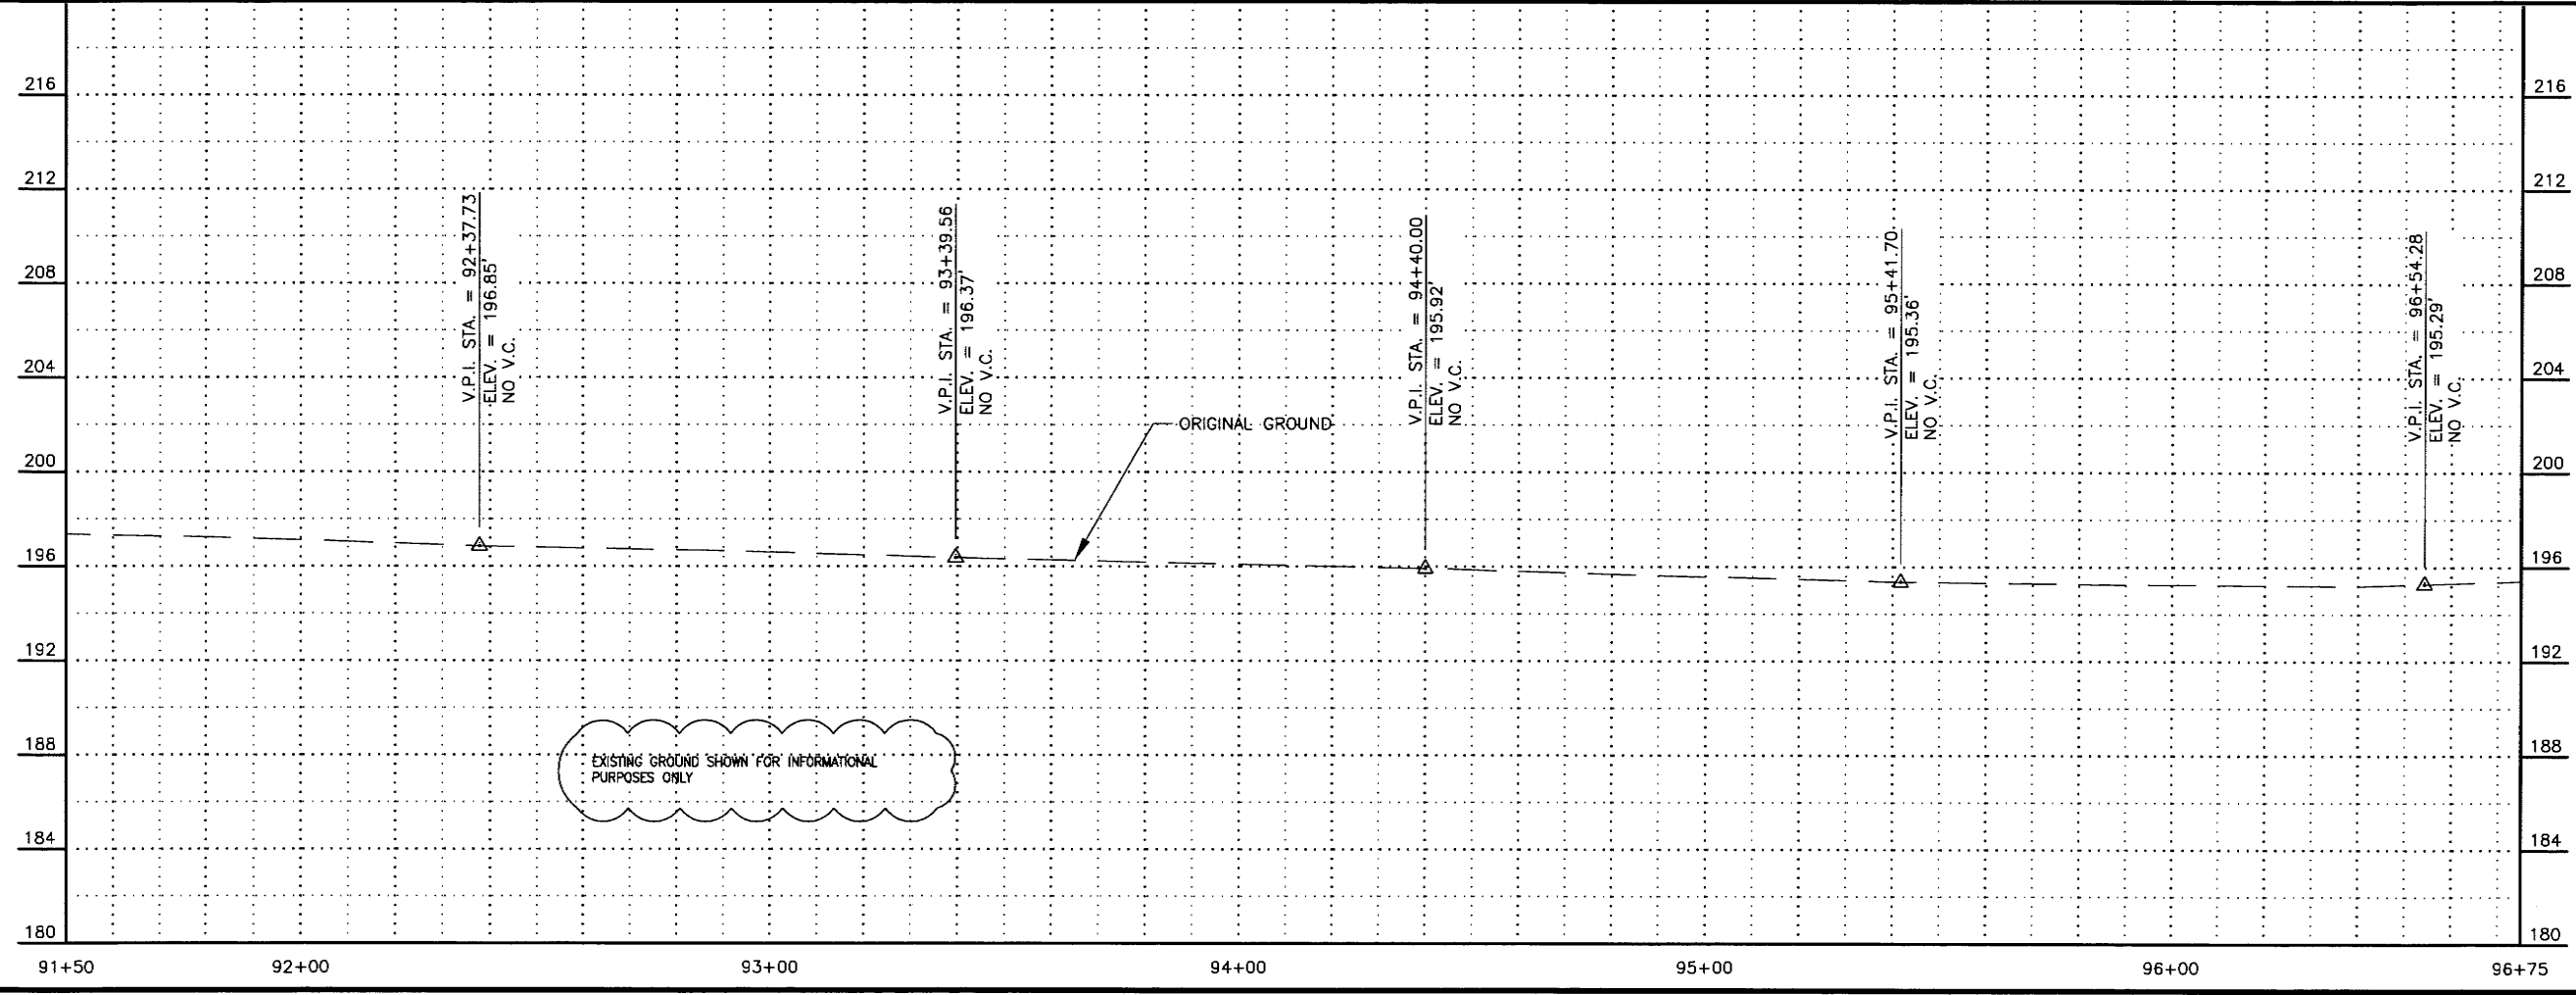 216
212
208
204
200
196
192
188
184
180
V.P.I. STA. = 92+37.73
ELEV. = 196.85'
NO V.C.
V.P.I. STA. = 93+39.56
ELEV. = 196.37'
NO V.C.
V.P.I. STA. = 94+40.00
ELEV. = 195.92'
NO V.C.
V.P.I. STA. = 95+41.70
ELEV. = 195.36'
NO V.C.
V.P.I. STA. = 96+54.28
ELEV. = 195.29'
NO V.C.
ORIGINAL GROUND
EXISTING GROUND SHOWN FOR INFORMATIONAL
PURPOSES ONLY
216
212
208
204
200
196
192
188
184
180
91+50 92+00 93+00 94+00 95+00 96+00 96+75